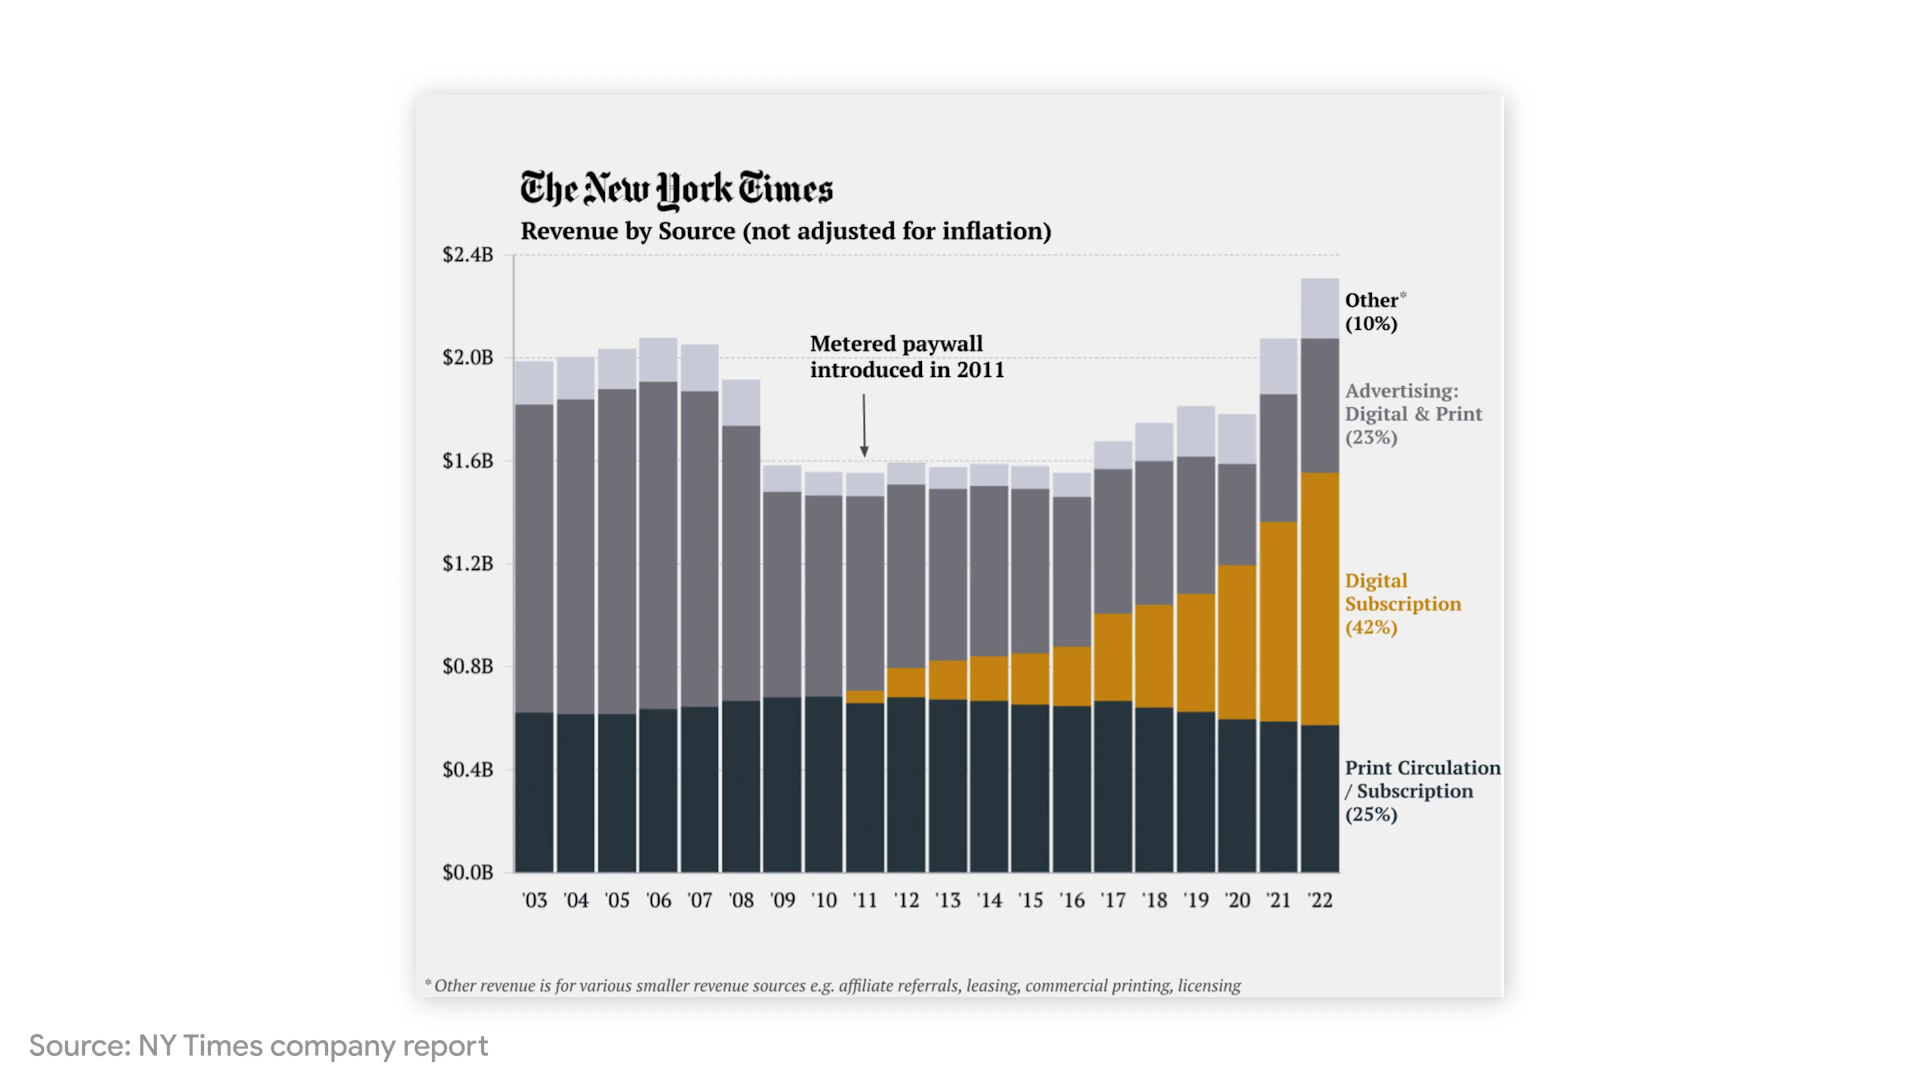 The New York Times
Revenue by Source (not adjusted for inflation)
$2.4B
$2.0B
$1.6B
$1.2B
$0.8B
$0.4B
$0.0B
Metered paywall
introduced in 2011
Other*
(10%)
Advertising:
Digital & Print
(23%)
Digital
Subscription
(42%)
Print Circulation
/ Subscription
(25%)
'03 '04 '05 '06 '07 '08 '09 '10 '11 '12 '13 '14 '15 '16 '17 '18 '19 '20 '21 '22
* Other revenue is for various smaller revenue sources e.g. affiliate referrals, leasing, commercial printing, licensing
Source: NY Times company report